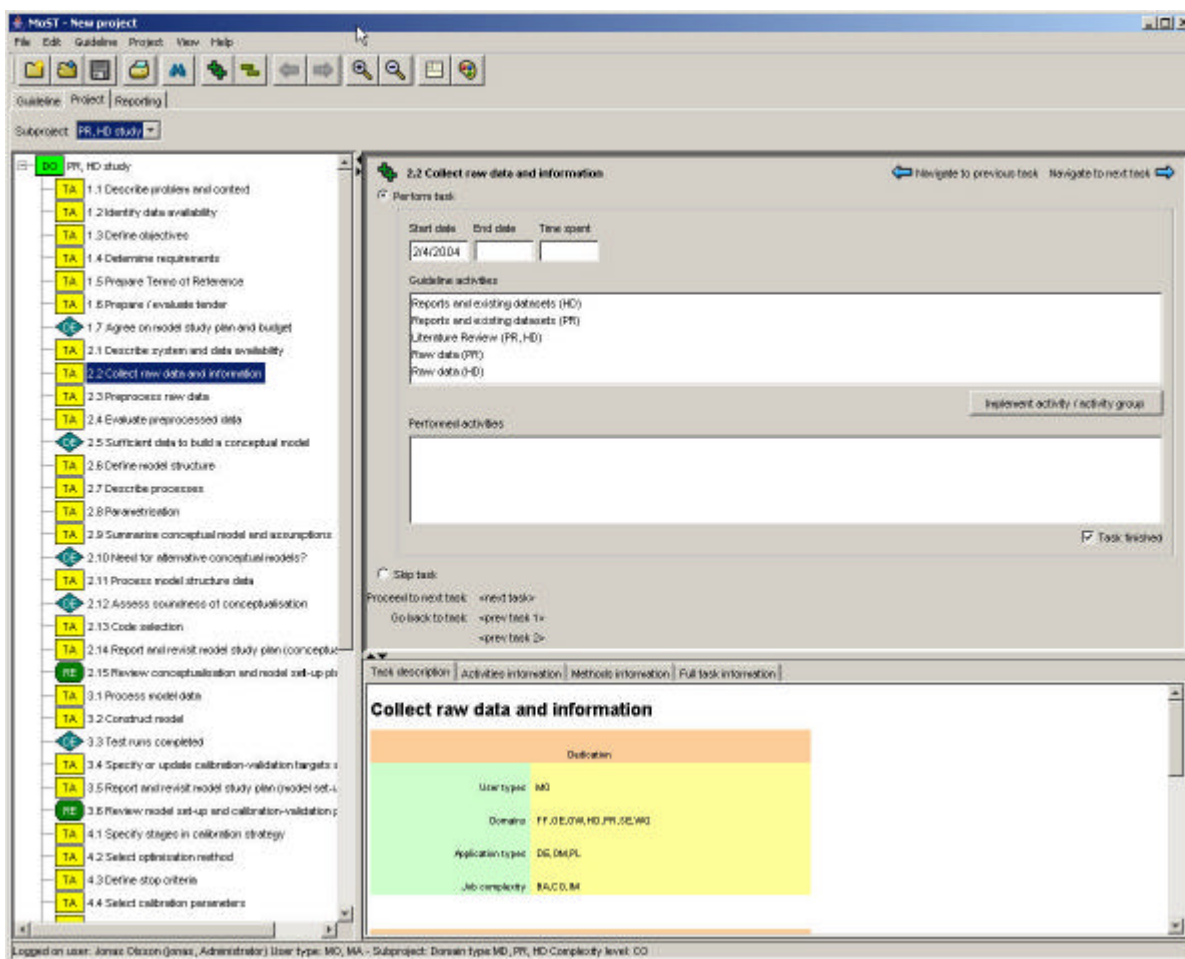 MoST - New project
File Edit Guideline Project View Help
Guideline Project Reporting
Subproject PR, HD study
DO PR, HD study
TA 1.1 Describe problem and context
TA 1.2 Identify data availability
TA 1.3 Define objectives
TA 1.4 Determine requirements
TA 1.5 Prepare Terms of Reference
TA 1.6 Prepare / evaluate tender
DE 1.7 Agree on model study plan and budget
TA 2.1 Describe system and data availability
TA 2.2 Collect raw data and information
TA 2.3 Preprocess raw data
TA 2.4 Evaluate preprocessed data
DE 2.5 Sufficient data to build a conceptual model
TA 2.6 Define model structure
TA 2.7 Describe processes
TA 2.8 Parametrisation
TA 2.9 Summarise conceptual model and assumptions
DE 2.10 Need for alternative conceptual models?
TA 2.11 Process model structure data
DE 2.12 Assess soundness of conceptualisation
TA 2.13 Code selection
TA 2.14 Report and revisit model study plan (conceptua
RE 2.15 Review conceptualisation and model set-up pla
TA 3.1 Process model data
TA 3.2 Construct model
DE 3.3 Test runs completed
TA 3.4 Specify or update calibration-validation targets
TA 3.5 Report and revisit model study plan (model set-u
RE 3.6 Review model set-up and calibration-validation p
TA 4.1 Specify stages in calibration strategy
TA 4.2 Select optimisation method
TA 4.3 Define stop criteria
TA 4.4 Select calibration parameters
2.2 Collect raw data and information
Navigate to previous task Navigate to next task
Perform task
Start date End date Time spent
2/4/2004
Guideline activities
Reports and existing datasets (HD)
Reports and existing datasets (PR)
Literature Review (PR, HD)
Raw data (PR)
Raw data (HD)
Implement activity / activity group
Performed activities
Task finished
Skip task
Proceed to next task <next task>
Go back to task <prev task 1>
<prev task 2>
Task description Activities information Methods information Full task information
Collect raw data and information
Dedication
User types MO
Domains FF,OE,GW,HD,PR,SE,WQ
Application types DE,OM,PL
Job complexity BA,CO,IM
Logged on user: Jonas Olsson (jonas, Administrator) User type: MO, MA - Subproject: Domain type MD, PR, HD Complexity level: CO